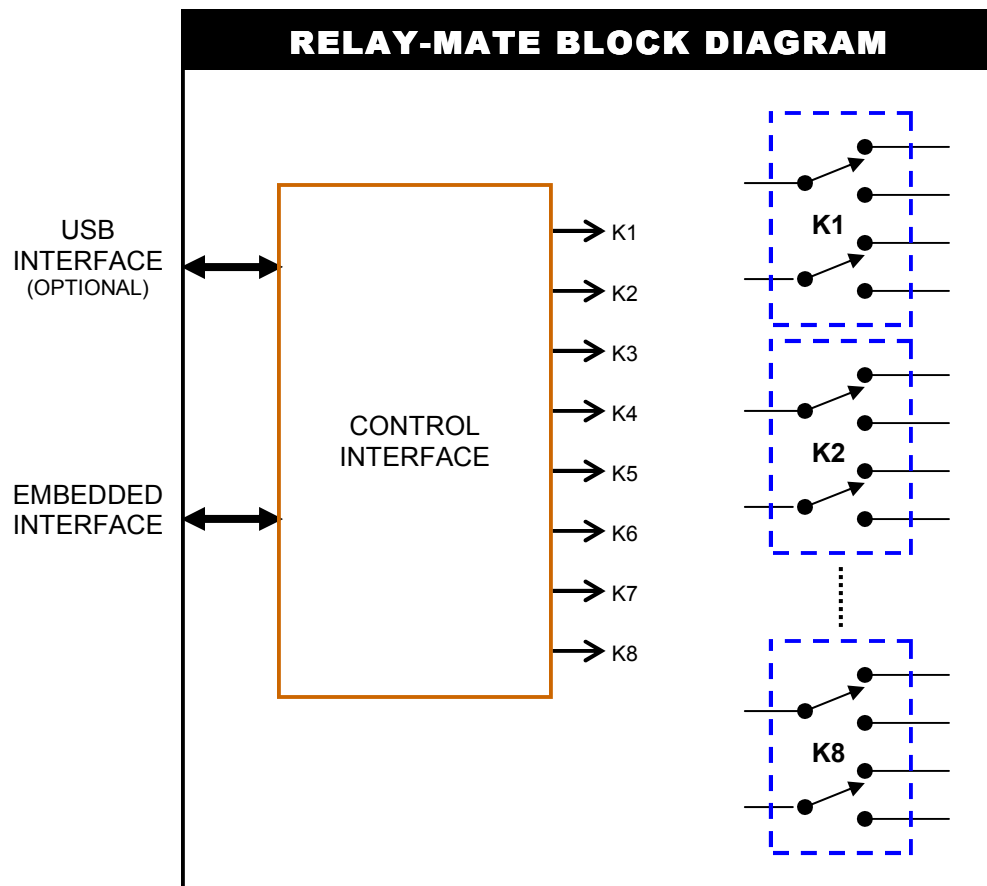 RELAY-MATE BLOCK DIAGRAM
USB
INTERFACE
(OPTIONAL)
EMBEDDED
INTERFACE
CONTROL
INTERFACE
K1
K2
K3
K4
K5
K6
K7
K8
K1
K2
K8